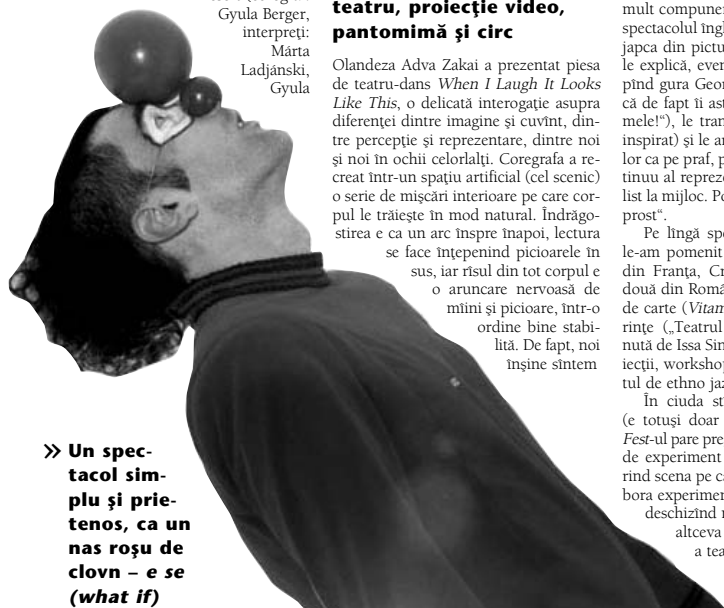 Gyula Berger,
interpreţi:
Márta
Ladjánski,
Gyula
» Un spec-
tacol sim-
plu şi prie-
tenos, ca un
nas roşu de
clovn – e se
(what if)
teatru, proiecţie video,
pantomimă şi circ
Olandeza Adva Zakai a prezentat piesa
de teatru-dans When I Laugh It Looks
Like This, o delicată interogaţie asupra
diferenţei dintre imagine şi cuvînt, din-
tre percepţie şi reprezentare, dintre noi
şi noi în ochii celorlalţi. Coregrafa a re-
creat într-un spaţiu artificial (cel scenic)
o serie de mişcări interioare pe care cor-
pul le trăieşte în mod natural. Îndrăgo-
stirea e ca un arc înspre înapoi, lectura
se face înţepenind picioarele în
sus, iar rîsul din tot corpul e
o aruncare nervoasă de
mîini şi picioare, într-o
ordine bine stabi-
lită. De fapt, noi
înşine sîntem
mult compune
spectacolul îngl
japca din pictu
le explică, ever
pînd gura Geor
că de fapt îi ast
mele!“), le tran
inspirat) şi le ar
lor ca pe praf, p
tinuu al reprez
list la mijloc. Po
prost“.
Pe lîngă spe
le-am pomenit
din Franţa, Cr
două din Româ
de carte (Vitam
rinţe („Teatrul
nută de Issa Sin
iecţii, workshop
tul de ethno jaz
În ciuda st
(e totuşi doar
Fest-ul pare pre
de experiment
rind scena pe c
bora experimen
deschizînd n
altceva
a tea